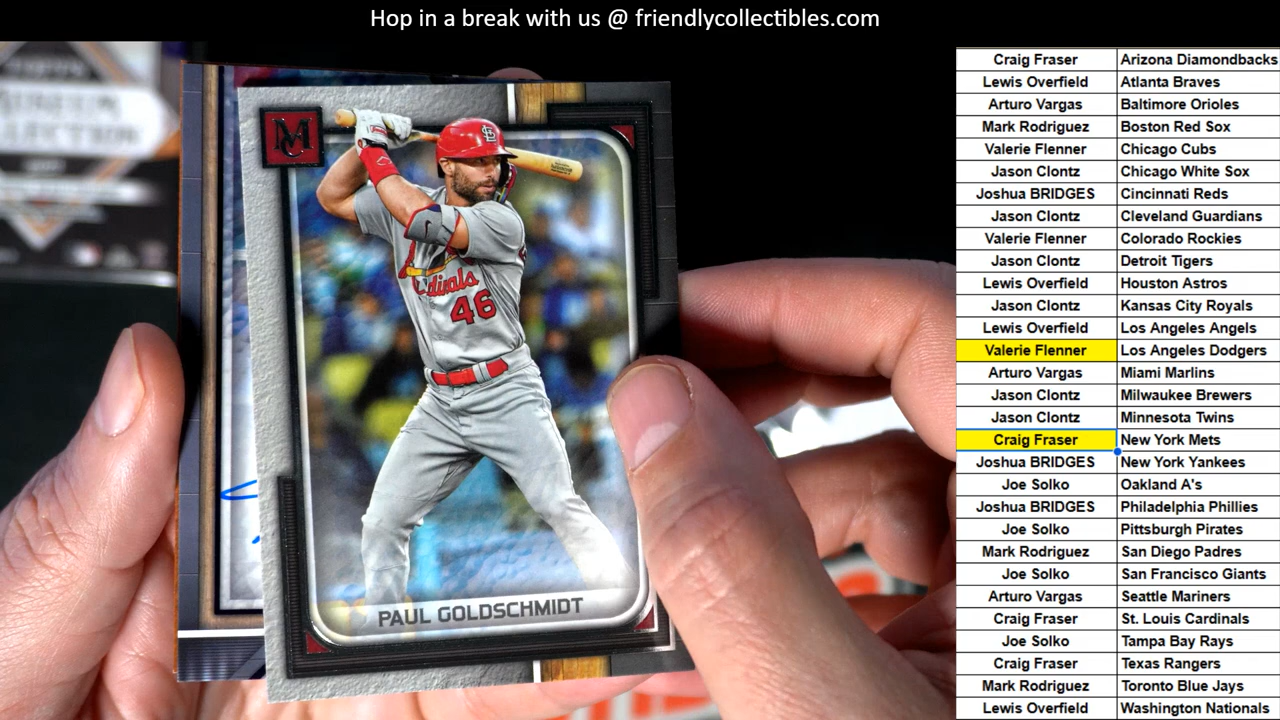 Hop in a break with us @ friendlycollectibles.com
Craig Fraser Arizona Diamondbacks
Lewis Overfield Atlanta Braves
Arturo Vargas Baltimore Orioles
Mark Rodriguez Boston Red Sox
Valerie Flenner Chicago Cubs
Jason Clontz Chicago White Sox
Joshua BRIDGES Cincinnati Reds
Jason Clontz Cleveland Guardians
Valerie Flenner Colorado Rockies
Jason Clontz Detroit Tigers
Lewis Overfield Houston Astros
Jason Clontz Kansas City Royals
Lewis Overfield Los Angeles Angels
Valerie Flenner Los Angeles Dodgers
Arturo Vargas Miami Marlins
Jason Clontz Milwaukee Brewers
Jason Clontz Minnesota Twins
Craig Fraser New York Mets
Joshua BRIDGES New York Yankees
Joe Solko Oakland A's
Joshua BRIDGES Philadelphia Phillies
Joe Solko Pittsburgh Pirates
Mark Rodriguez San Diego Padres
Joe Solko San Francisco Giants
Arturo Vargas Seattle Mariners
Craig Fraser St. Louis Cardinals
Joe Solko Tampa Bay Rays
Craig Fraser Texas Rangers
Mark Rodriguez Toronto Blue Jays
Lewis Overfield Washington Nationals
MC
46
PAUL GOLDSCHMIDT